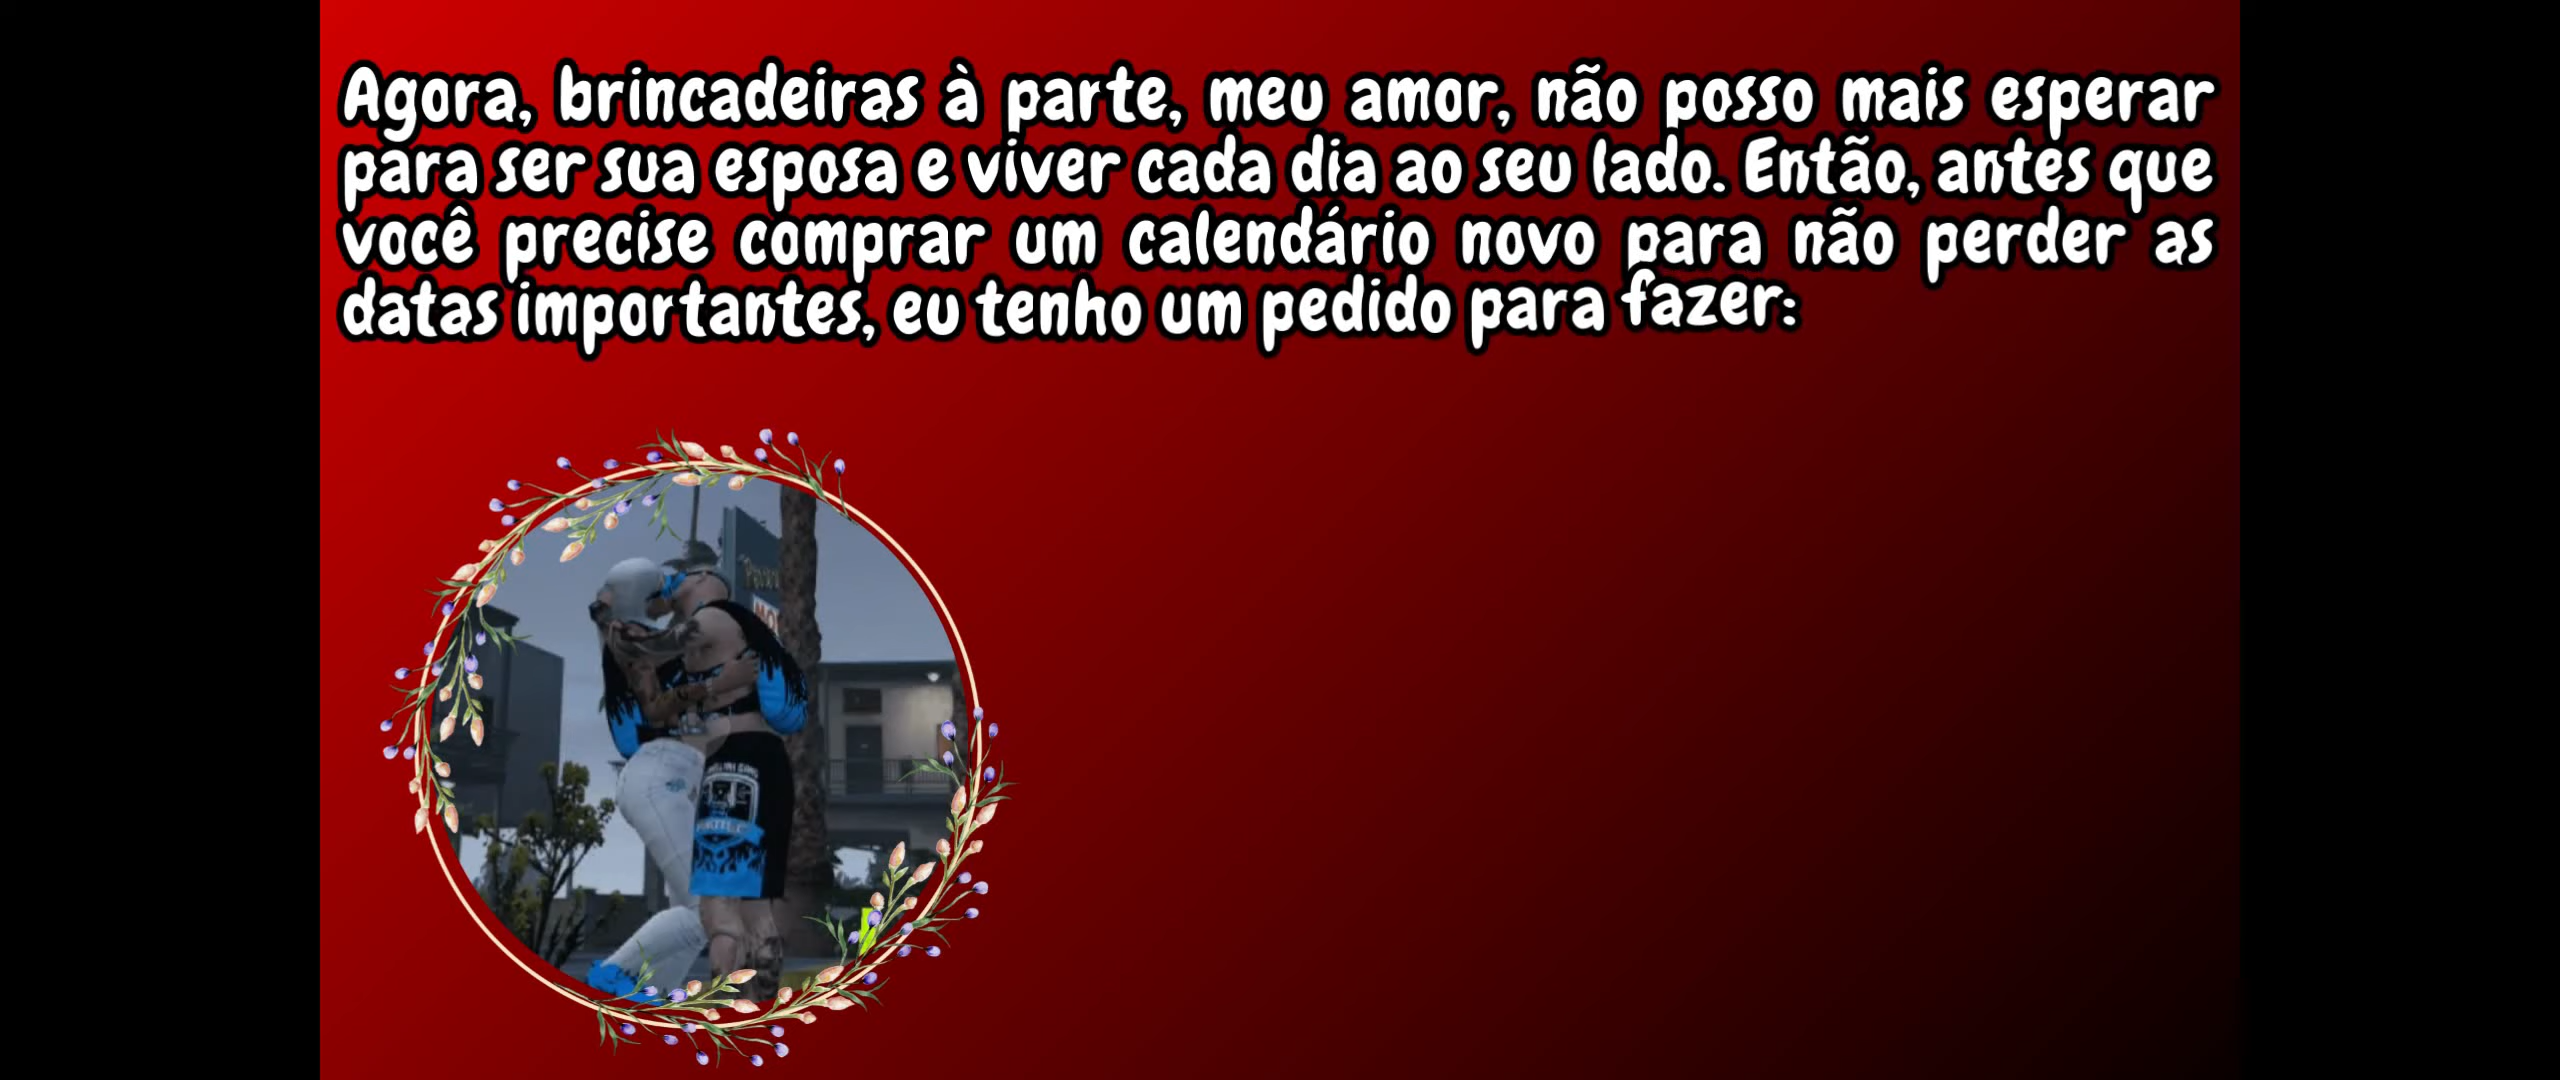 Agora, brincadeiras à parte, meu amor, não posso mais esperar
para ser sua esposa e viver cada dia ao seu lado. Então, antes que
você precise comprar um calendário novo para não perder as
datas importantes, eu tenho um pedido para fazer: